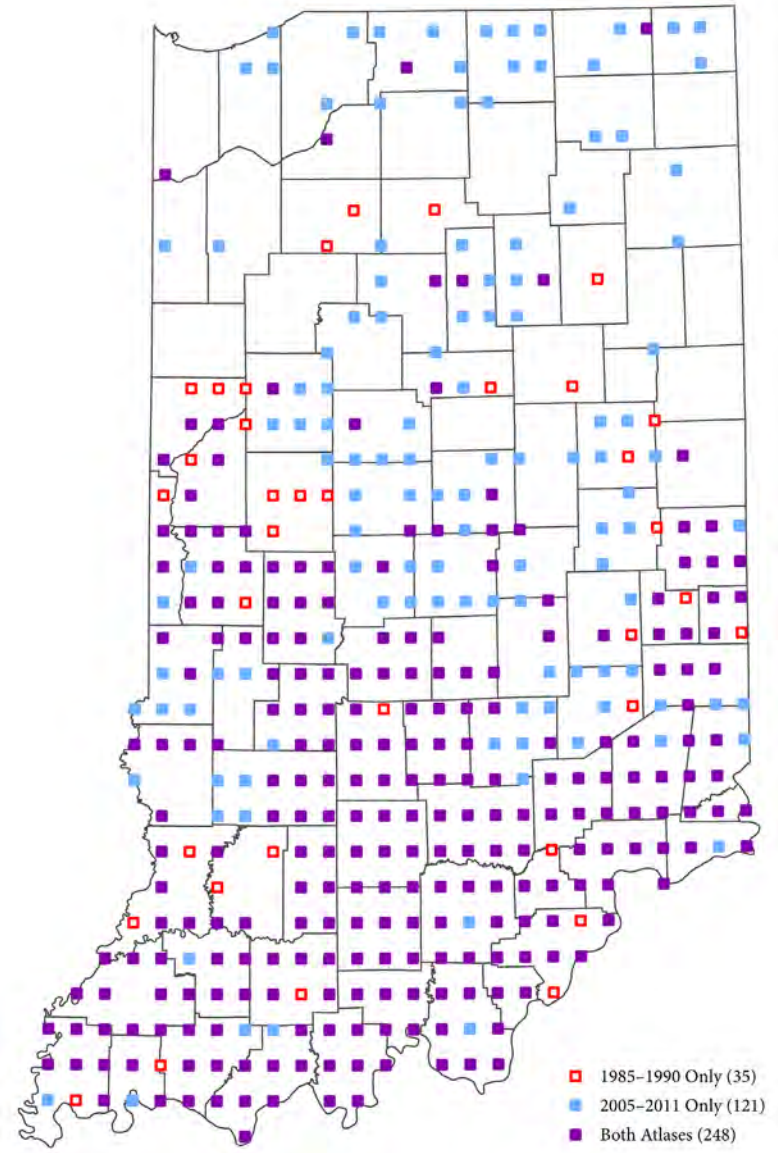 1985–1990 Only (35)
2005–2011 Only (121)
Both Atlases (248)